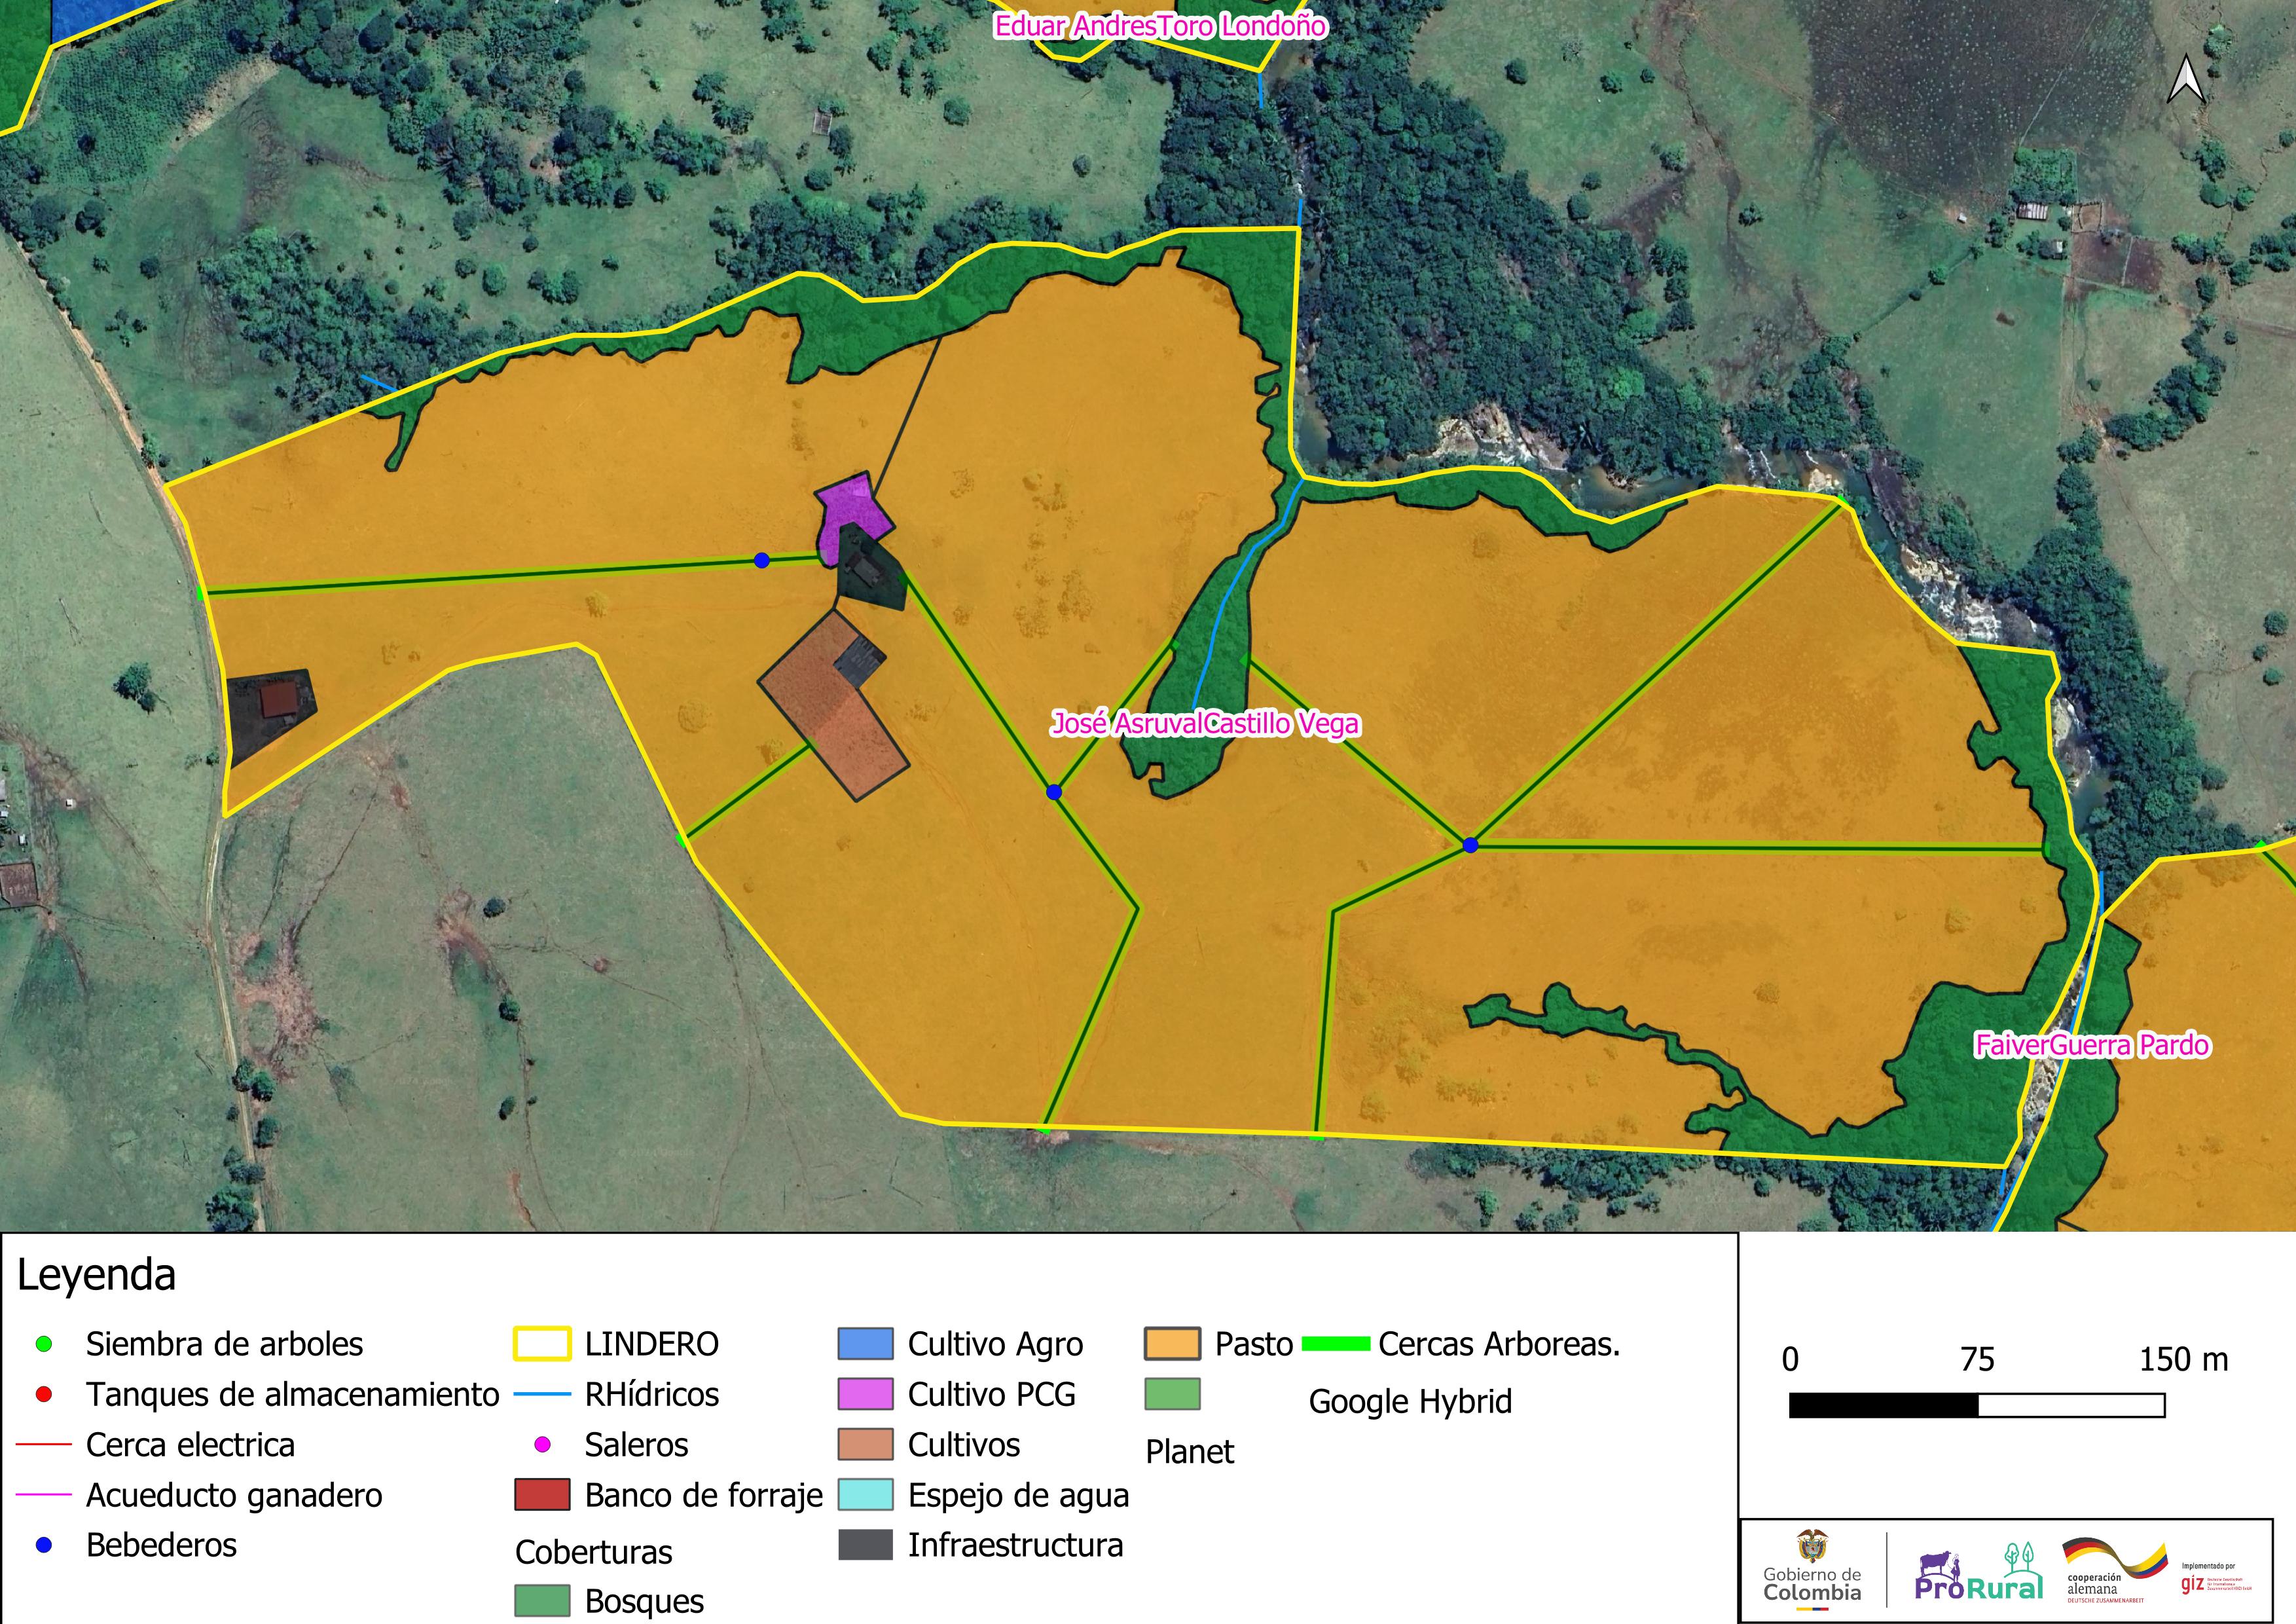 Eduar AndresToro Londoño
José AsruvalCastillo Vega
FaiverGuerra Pardo
Leyenda
Siembra de arboles
Tanques de almacenamiento
Cerca electrica
Acueducto ganadero
Bebederos
LINDERO
RHídricos
Saleros
Banco de forraje
Coberturas
Bosques
Cultivo Agro
Cultivo PCG
Cultivos
Espejo de agua
Infraestructura
Pasto
Planet
Cercas Arboreas.
Google Hybrid
0 75 150 m
Gobierno de
Colombia
ProRural
cooperación
alemana
DEUTSCHE ZUSAMMENARBEIT
Implementado por
giz